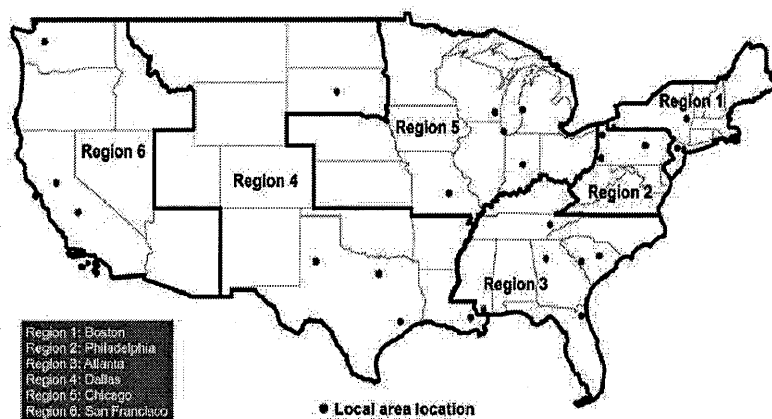 Region 1
Region 5
Region 6
Region 4
Region 2
Region 3
Region 1: Boston
Region 2: Philadelphia
Region 3: Atlanta
Region 4: Dallas
Region 5: Chicago
Region 6: San Francisco
Local area location